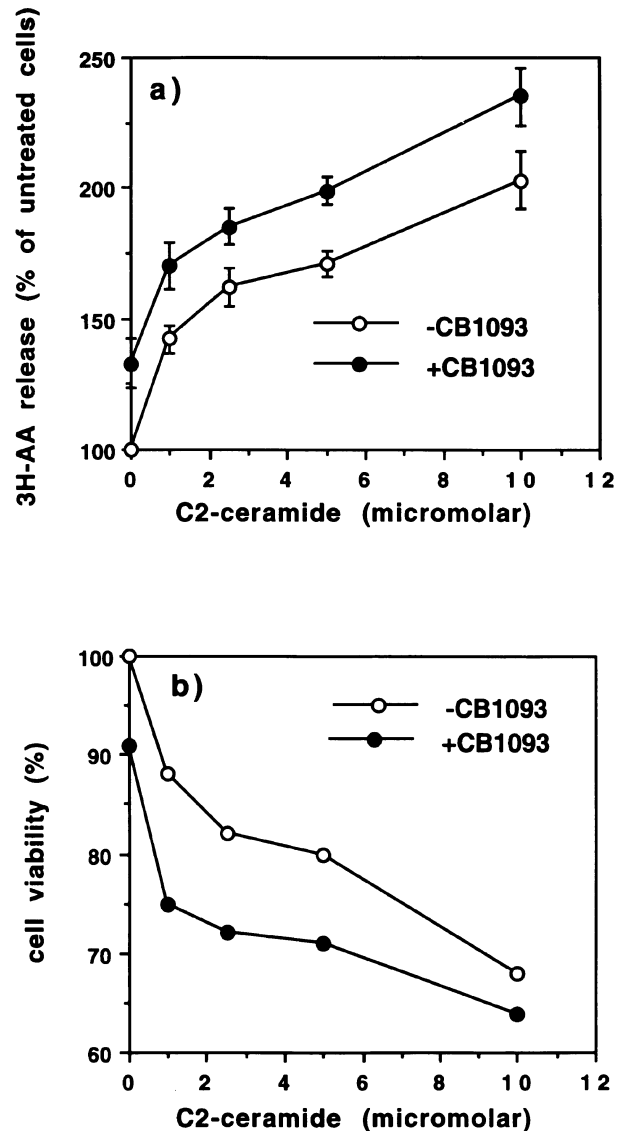 3H-AA release (% of untreated cells)
250
200
150
100
a)
-CB1093
+CB1093
0 2 4 6 8 10 12
C2-ceramide (micromolar)
cell viability (%)
100
90
80
70
60
b)
-CB1093
+CB1093
0 2 4 6 8 10 12
C2-ceramide (micromolar)